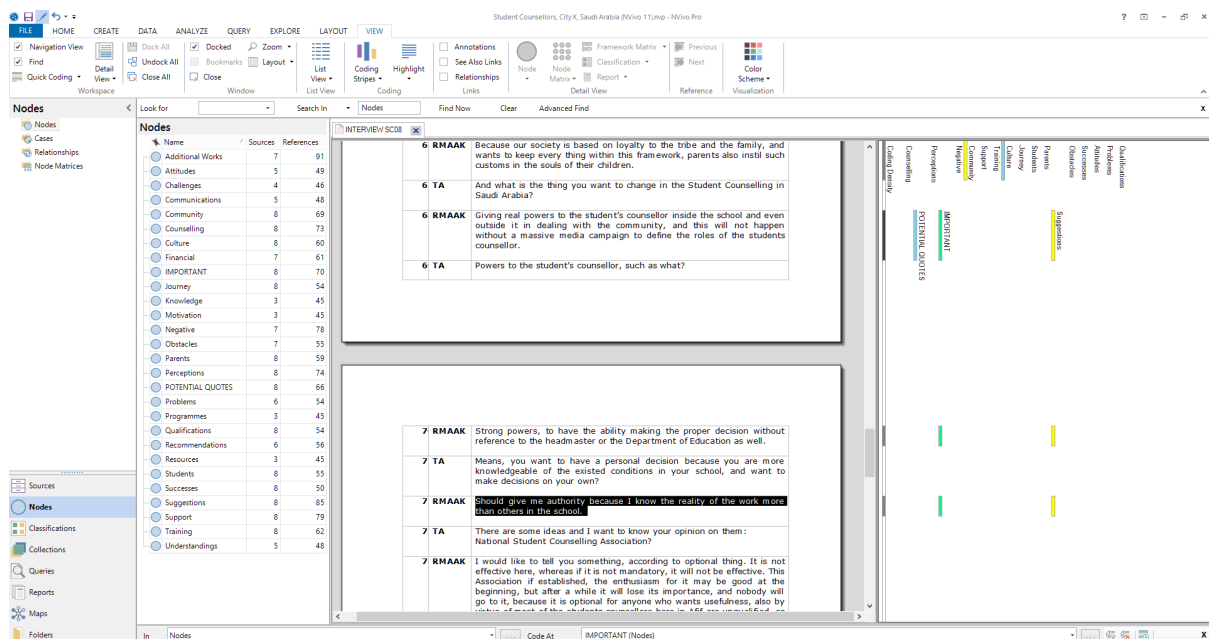 Student Counsellors, City X, Saudi Arabia (NVivo 11).nvp - NVivo Pro
FILE HOME CREATE DATA ANALYZE QUERY EXPLORE LAYOUT VIEW
Navigation View
Find
Quick Coding
Detail View
Workspace
Dock All
Undock All
Close All
Docked
Bookmarks
Close
Zoom
Layout
Window
List View
List View
Coding Stripes
Highlight
Coding
Annotations
See Also Links
Relationships
Links
Node
Node Matrix
Framework Matrix
Classification
Report
Detail View
Previous
Next
Reference
Color Scheme
Visualization
Nodes
Look for
Search In
Nodes
Find Now
Clear
Advanced Find
x
Nodes
Cases
Relationships
Node Matrices
Sources
Nodes
Classifications
Collections
Queries
Reports
Maps
Folders
Nodes
Name Sources References
Additional Works 7 91
Attitudes 5 49
Challenges 4 46
Communications 5 48
Community 8 69
Counselling 8 73
Culture 8 60
Financial 7 61
IMPORTANT 8 70
Journey 8 54
Knowledge 3 45
Motivation 3 45
Negative 7 78
Obstacles 7 55
Parents 8 59
Perceptions 8 74
POTENTIAL QUOTES 8 66
Problems 6 54
Programmes 3 45
Qualifications 8 54
Recommendations 6 56
Resources 3 45
Students 8 55
Successes 8 50
Suggestions 8 85
Support 8 79
Training 8 62
Understandings 5 48
INTERVIEW SC08
6 RMAAK Because our society is based on loyalty to the tribe and the family, and
wants to keep every thing within this framework, parents also instil such
customs in the souls of their children.
6 TA And what is the thing you want to change in the Student Counselling in
Saudi Arabia?
6 RMAAK Giving real powers to the student's counsellor inside the school and even
outside it in dealing with the community, and this will not happen
without a massive media campaign to define the roles of the students
counsellor.
6 TA Powers to the student's counsellor, such as what?
7 RMAAK Strong powers, to have the ability making the proper decision without
reference to the headmaster or the Department of Education as well.
7 TA Means, you want to have a personal decision because you are more
knowledgeable of the existed conditions in your school, and want to
make decisions on your own?
7 RMAAK Should give me authority because I know the reality of the work more
than others in the school.
7 TA There are some ideas and I want to know your opinion on them:
National Student Counselling Association?
7 RMAAK I would like to tell you something, according to optional thing. It is not
effective here, whereas if it is not mandatory, it will not be effective. This
Association if established, the enthusiasm for it may be good at the
beginning, but after a while it will lose its importance, and nobody will
go to it, because it is optional for anyone who wants usefulness, also by
Coding Density
Counselling
Perceptions
Negative
Community
Support
Training
Culture
Journey
Students
Parents
Obstacles
Successes
Attitudes
Problems
Qualifications
POTENTIAL QUOTES
IMPORTANT
Suggestions
In Nodes ... Code At IMPORTANT (Nodes) ... x